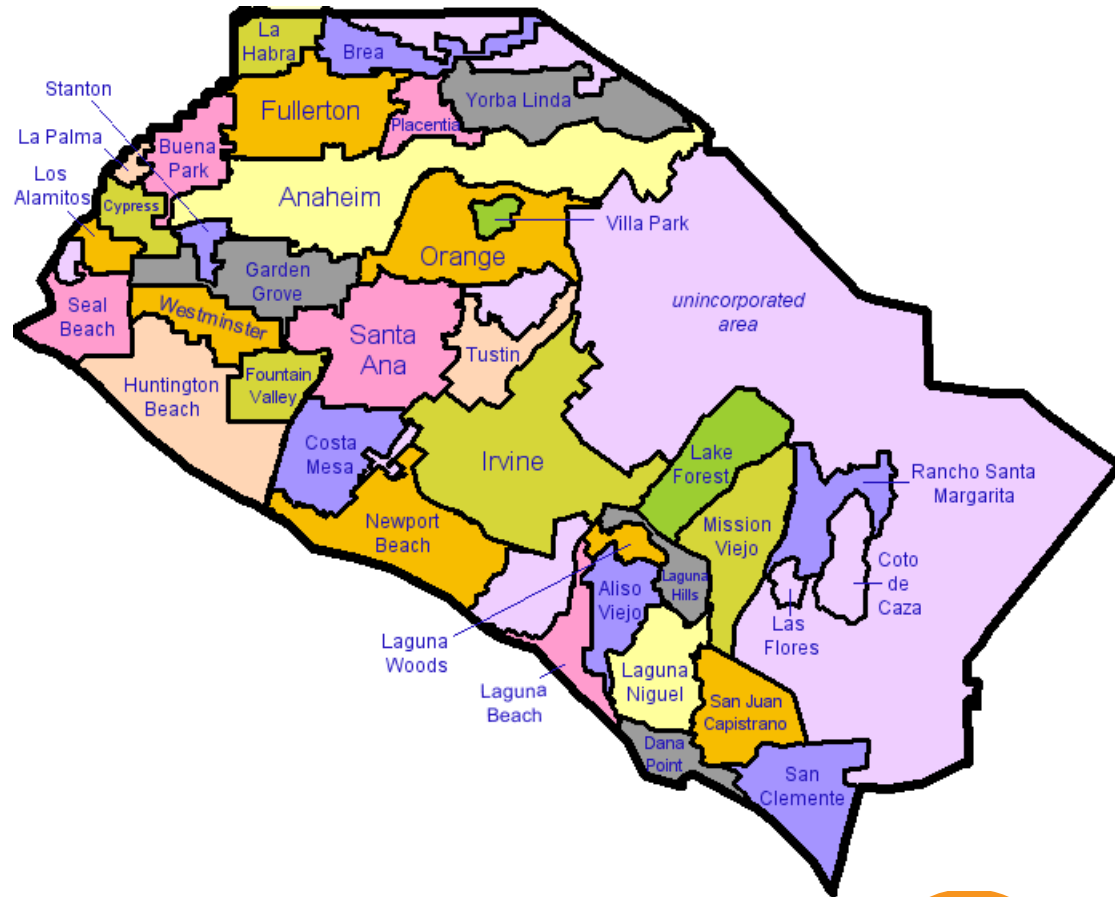 La
Habra
Brea
Stanton
Yorba Linda
Fullerton
Placentia
La Palma
Buena
Park
Los
Alamitos
Anaheim
Cypress
Villa Park
Orange
Garden
Grove
unincorporated
area
Seal
Beach
Westminster
Santa
Ana
Tustin
Huntington
Beach
Fountain
Valley
Costa
Mesa
Irvine
Lake
Forest
Rancho Santa
Margarita
Newport
Beach
Mission
Viejo
Coto
de
Caza
Laguna
Hills
Aliso
Viejo
Las
Flores
Laguna
Woods
Laguna
Niguel
Laguna
Beach
San Juan
Capistrano
Dana
Point
San
Clemente